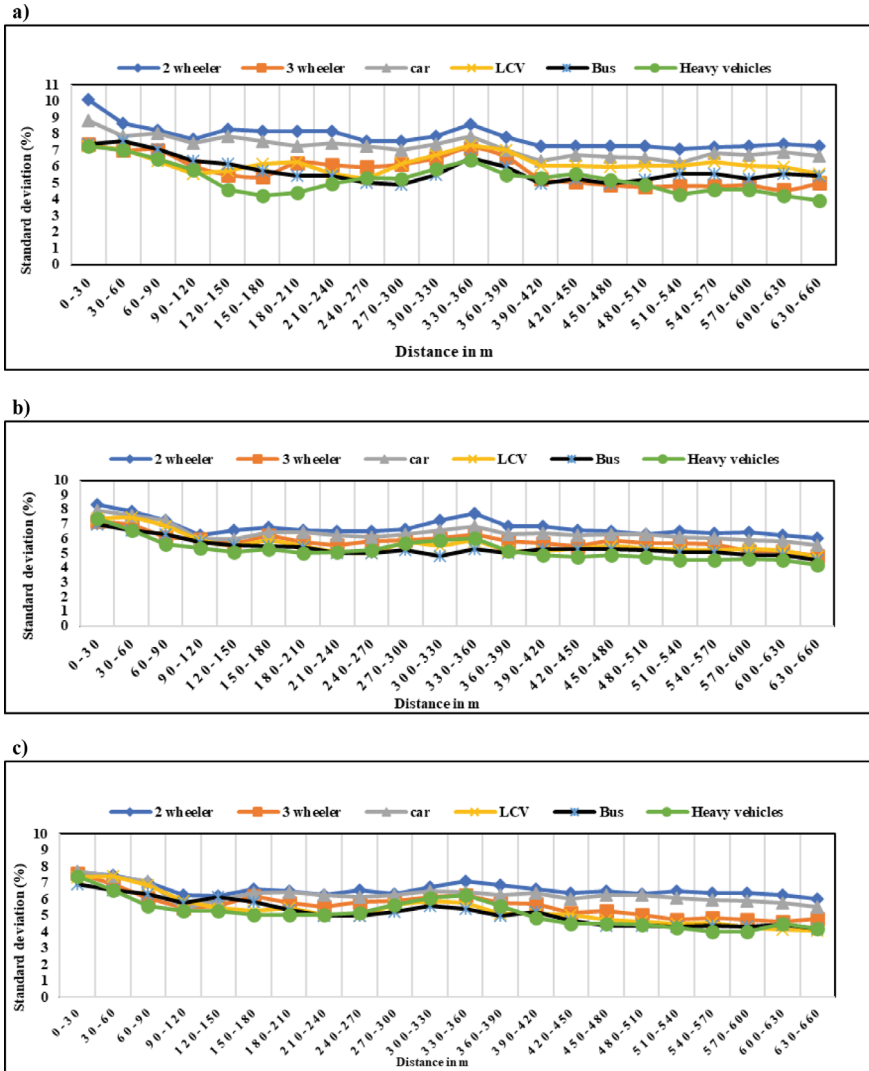 a)
2 wheeler 3 wheeler car LCV Bus Heavy vehicles
Standard deviation (%)
11
10
9
8
7
6
5
4
3
2
1
0
0-30 30-60 60-90 90-120 120-150 150-180 180-210 210-240 240-270 270-300 300-330 330-360 360-390 390-420 420-450 450-480 480-510 510-540 540-570 570-600 600-630 630-660
Distance in m
b)
2 wheeler 3 wheeler car LCV Bus Heavy vehicles
Standard deviation (%)
10
9
8
7
6
5
4
3
2
1
0
0-30 30-60 60-90 90-120 120-150 150-180 180-210 210-240 240-270 270-300 300-330 330-360 360-390 390-420 420-450 450-480 480-510 510-540 540-570 570-600 600-630 630-660
Distance in m
c)
2 wheeler 3 wheeler car LCV Bus Heavy vehicles
Standard deviation (%)
10
9
8
7
6
5
4
3
2
1
0
0-30 30-60 60-90 90-120 120-150 150-180 180-210 210-240 240-270 270-300 300-330 330-360 360-390 390-420 420-450 450-480 480-510 510-540 540-570 570-600 600-630 630-660
Distance in m